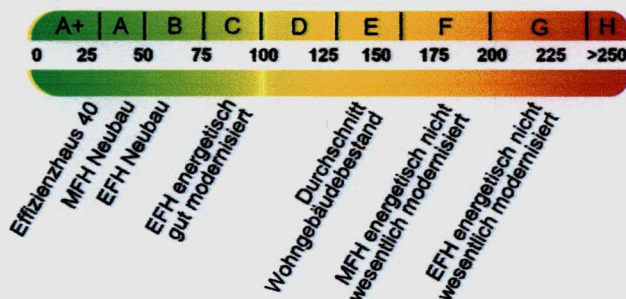 A+ A B C D E F G H
0 25 50 75 100 125 150 175 200 225 >250
Effizienzhaus 40
MFH Neubau
EFH Neubau
EFH energetisch
gut modernisiert
Durchschnitt
Wohngebäudebestand
MFH energetisch nicht
wesentlich modernisiert
EFH energetisch nicht
wesentlich modernisiert